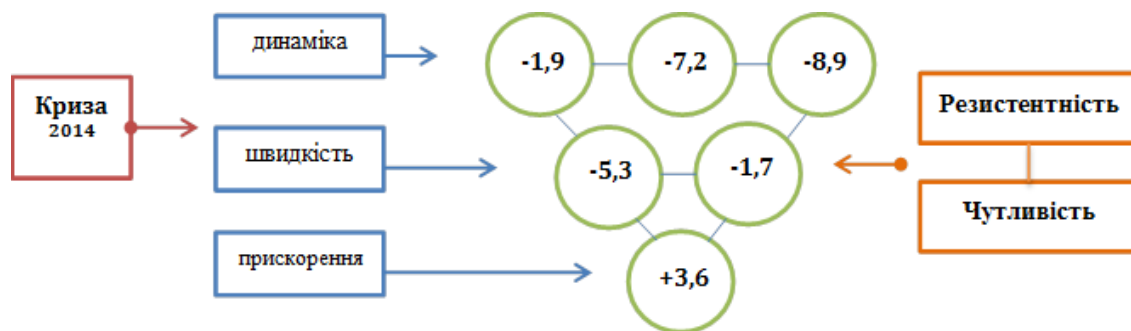 динаміка
-1,9
-7,2
-8,9
Криза
2014
Резистентність
швидкість
-5,3
-1,7
Чутливість
прискорення
+3,6